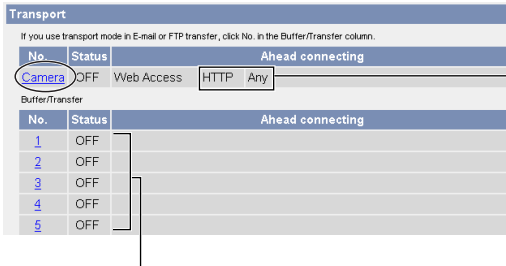 Transport
If you use transport mode in E-mail or FTP transfer, click No. in the Buffer/Transfer column.
No. Status Ahead connecting
Camera OFF Web Access HTTP Any
Buffer/Transfer
No. Status Ahead connecting
1 OFF
2 OFF
3 OFF
4 OFF
5 OFF